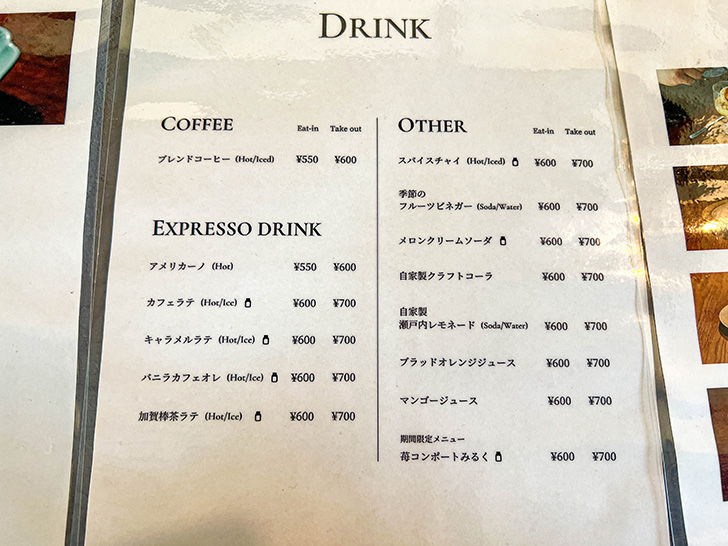 DRINK
COFFEE Eat-in Take out
ブレンドコーヒー (Hot/Iced) ¥550 ¥600
EXPRESSO DRINK
アメリカーノ (Hot) ¥550 ¥600
カフェラテ (Hot/Ice) ¥600 ¥700
キャラメルラテ (Hot/Ice) ¥600 ¥700
バニラカフェオレ (Hot/Ice) ¥600 ¥700
加賀棒茶ラテ (Hot/Ice) ¥600 ¥700
OTHER Eat-in Take out
スパイスチャイ (Hot/Iced) ¥600 ¥700
季節の
フルーツビネガー (Soda/Water) ¥600 ¥700
メロンクリームソーダ ¥600 ¥700
自家製クラフトコーラ ¥600 ¥700
自家製
瀬戸内レモネード (Soda/Water) ¥600 ¥700
ブラッドオレンジジュース ¥600 ¥700
マンゴージュース ¥600 ¥700
期間限定メニュー
苺コンポートみるく ¥600 ¥700